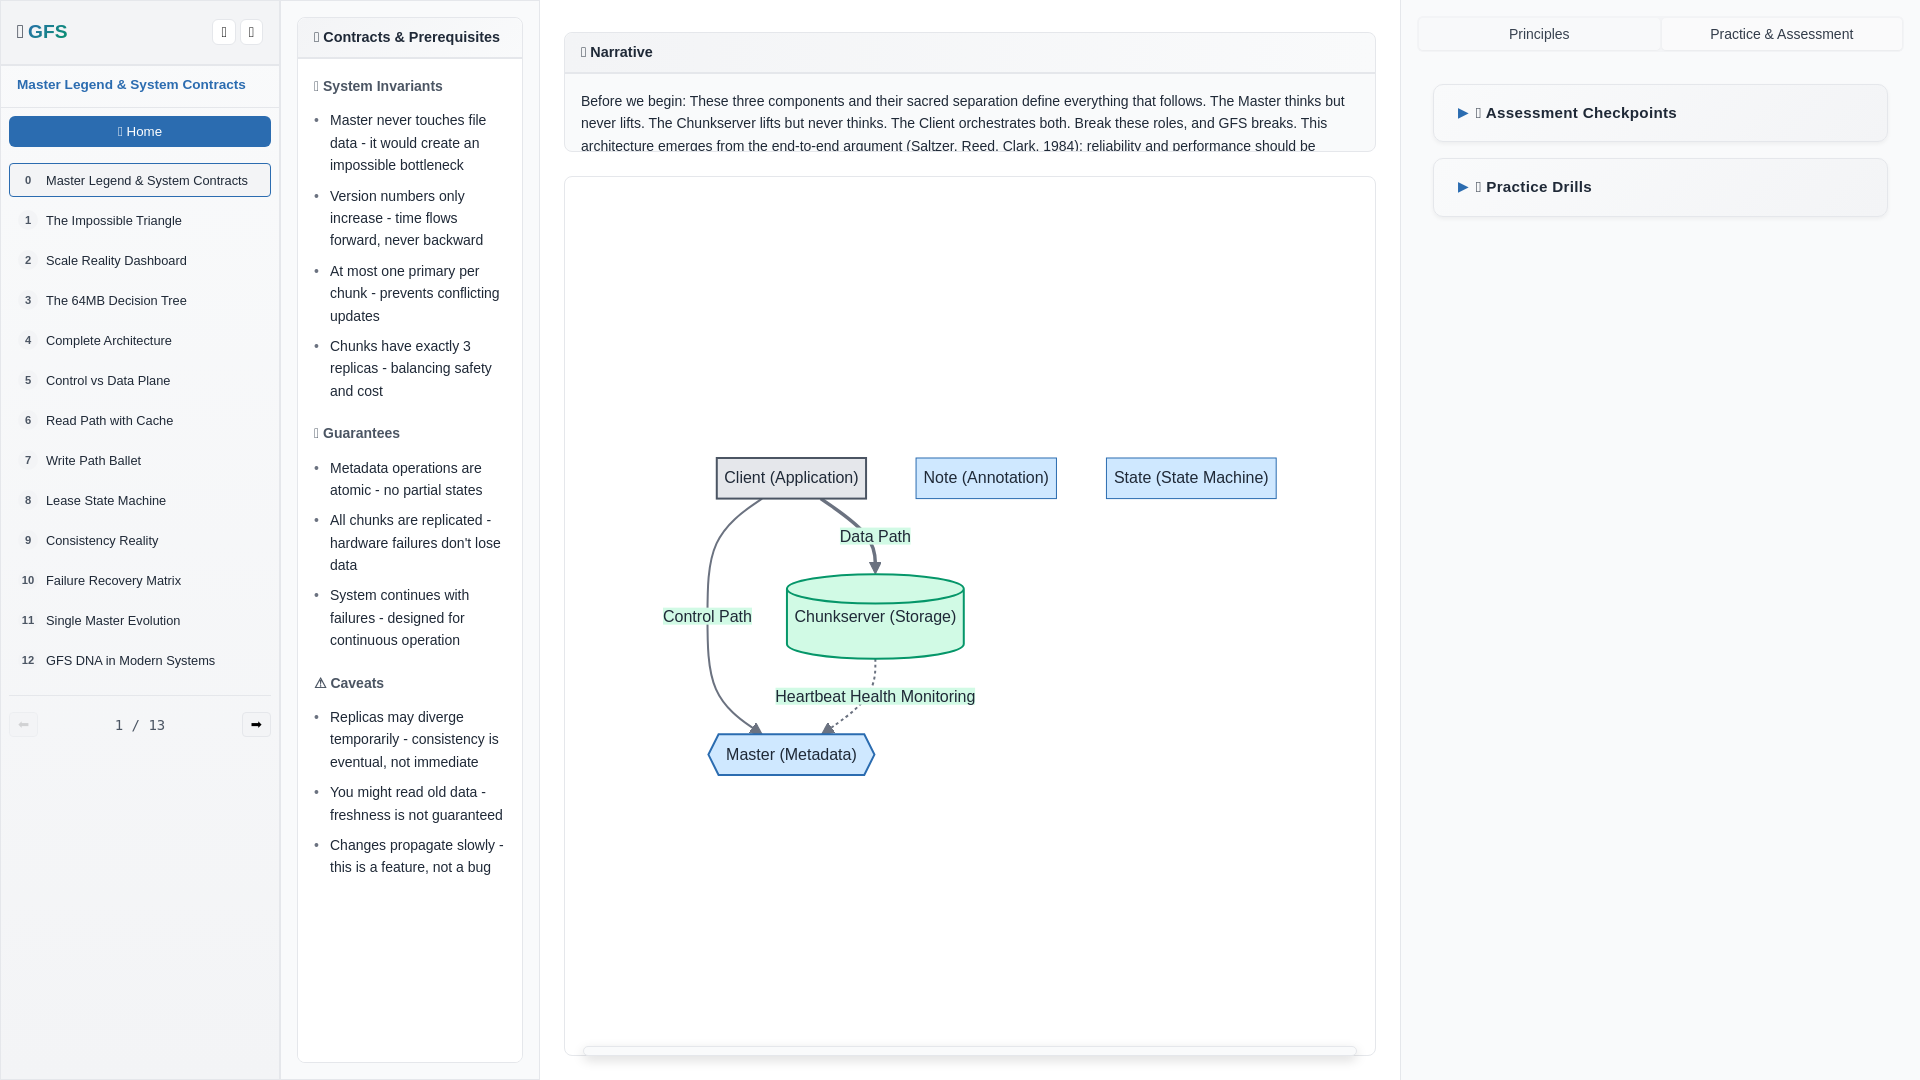 GFS
Master Legend & System Contracts
Home
0 Master Legend & System Contracts
1 The Impossible Triangle
2 Scale Reality Dashboard
3 The 64MB Decision Tree
4 Complete Architecture
5 Control vs Data Plane
6 Read Path with Cache
7 Write Path Ballet
8 Lease State Machine
9 Consistency Reality
10 Failure Recovery Matrix
11 Single Master Evolution
12 GFS DNA in Modern Systems
⬅ 1 / 13 ➡
Contracts & Prerequisites
System Invariants
• Master never touches file
data - it would create an
impossible bottleneck
• Version numbers only
increase - time flows
forward, never backward
• At most one primary per
chunk - prevents conflicting
updates
• Chunks have exactly 3
replicas - balancing safety
and cost
Guarantees
• Metadata operations are
atomic - no partial states
• All chunks are replicated -
hardware failures don't lose
data
• System continues with
failures - designed for
continuous operation
⚠ Caveats
• Replicas may diverge
temporarily - consistency is
eventual, not immediate
• You might read old data -
freshness is not guaranteed
• Changes propagate slowly -
this is a feature, not a bug
Narrative
Before we begin: These three components and their sacred separation define everything that follows. The Master thinks but
never lifts. The Chunkserver lifts but never thinks. The Client orchestrates both. Break these roles, and GFS breaks. This
architecture emerges from the end-to-end argument (Saltzer, Reed, Clark, 1984): reliability and performance should be
Client (Application)
Note (Annotation)
State (State Machine)
Data Path
Control Path
Chunkserver (Storage)
Heartbeat Health Monitoring
Master (Metadata)
Principles
Practice & Assessment
▶ Assessment Checkpoints
▶ Practice Drills